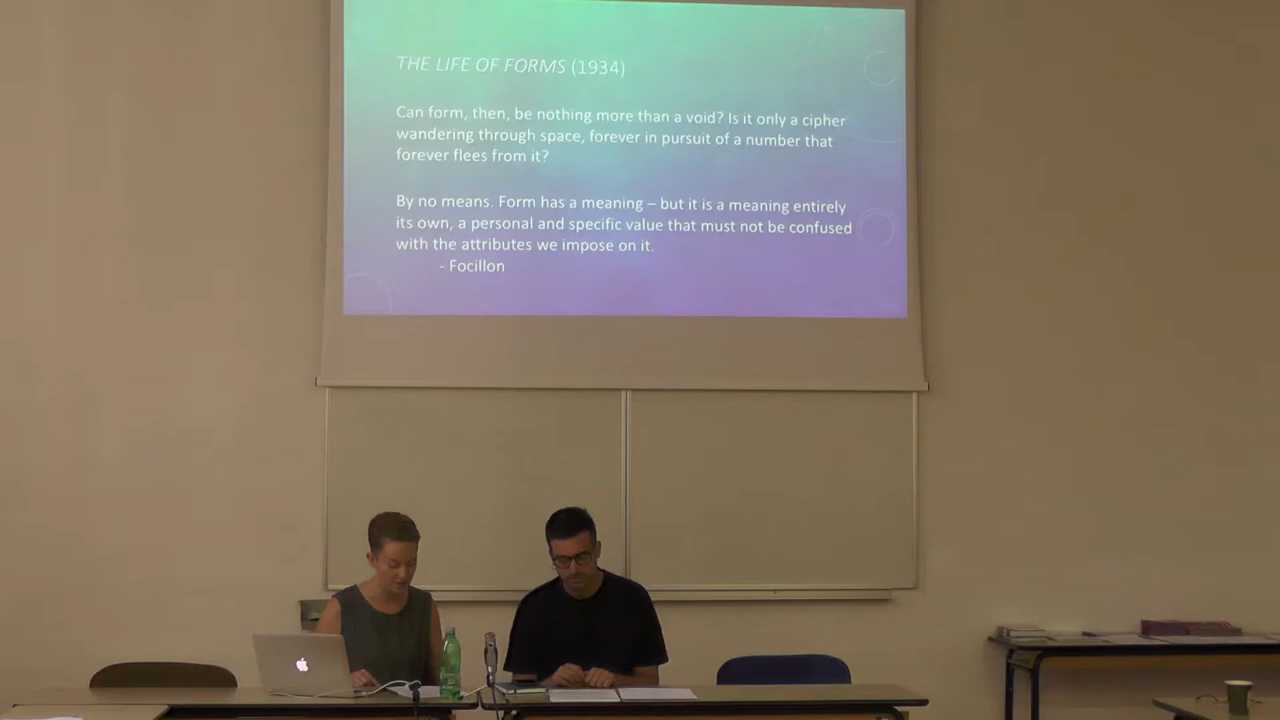 THE LIFE OF FORMS (1934)
Can form, then, be nothing more than a void? Is it only a cipher
wandering through space, forever in pursuit of a number that
forever flees from it?
By no means. Form has a meaning – but it is a meaning entirely
its own, a personal and specific value that must not be confused
with the attributes we impose on it.
- Focillon